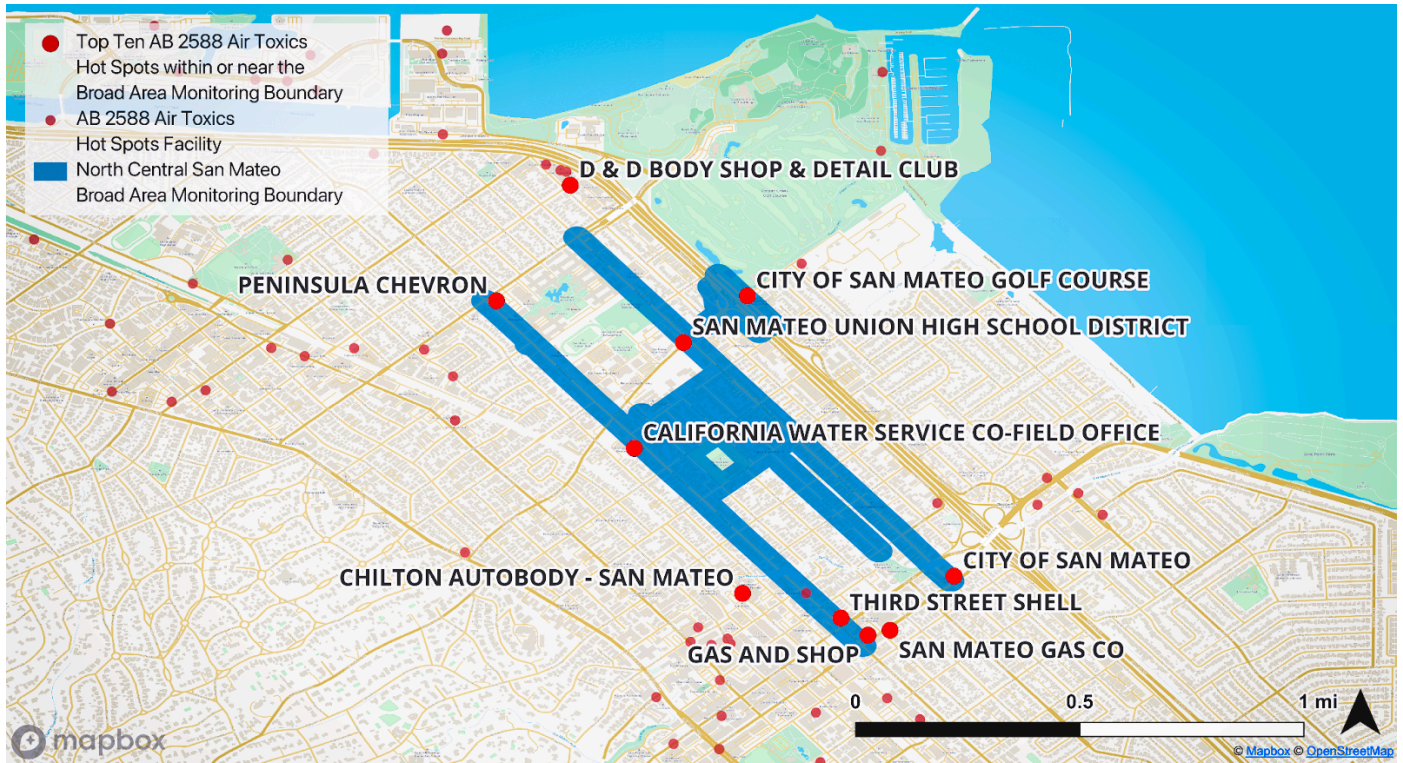 Top Ten AB 2588 Air Toxics
Hot Spots within or near the
Broad Area Monitoring Boundary
AB 2588 Air Toxics
Hot Spots Facility
North Central San Mateo
Broad Area Monitoring Boundary
D & D BODY SHOP & DETAIL CLUB
PENINSULA CHEVRON
CITY OF SAN MATEO GOLF COURSE
SAN MATEO UNION HIGH SCHOOL DISTRICT
CALIFORNIA WATER SERVICE CO-FIELD OFFICE
CITY OF SAN MATEO
CHILTON AUTOBODY - SAN MATEO
THIRD STREET SHELL
GAS AND SHOP
SAN MATEO GAS CO
0 0.5 1 mi
mapbox
© Mapbox © OpenStreetMap